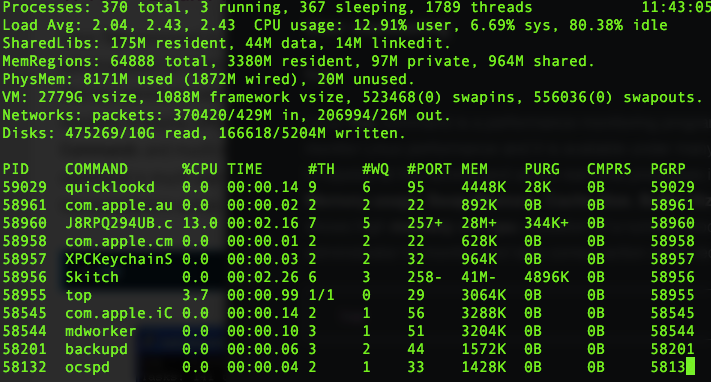 Processes: 370 total, 3 running, 367 sleeping, 1789 threads 11:43:05
Load Avg: 2.04, 2.43, 2.43 CPU usage: 12.91% user, 6.69% sys, 80.38% idle
SharedLibs: 175M resident, 44M data, 14M linkedit.
MemRegions: 64888 total, 3380M resident, 97M private, 964M shared.
PhysMem: 8171M used (1872M wired), 20M unused.
VM: 2779G vsize, 1088M framework vsize, 523468(0) swapins, 556036(0) swapouts.
Networks: packets: 370420/429M in, 206994/26M out.
Disks: 475269/10G read, 166618/5204M written.
PID COMMAND %CPU TIME #TH #WQ #PORT MEM PURG CMPRS PGRP
59029 quicklookd 0.0 00:00.14 9 6 95 4448K 28K 0B 59029
58961 com.apple.au 0.0 00:00.02 2 2 22 892K 0B 0B 58961
58960 J8RPQ294UB.c 13.0 00:02.16 7 5 257+ 28M+ 344K+ 0B 58960
58958 com.apple.cm 0.0 00:00.01 2 2 22 628K 0B 0B 58958
58957 XPCKeychainS 0.0 00:00.03 2 2 32 964K 0B 0B 58957
58956 Skitch 0.0 00:02.26 6 3 258- 41M- 4896K 0B 58956
58955 top 3.7 00:00.99 1/1 0 29 3064K 0B 0B 58955
58545 com.apple.iC 0.0 00:00.14 2 1 56 3288K 0B 0B 58545
58544 mdworker 0.0 00:00.10 3 1 51 3204K 0B 0B 58544
58201 backupd 0.0 00:00.06 3 2 44 1572K 0B 0B 58201
58132 ocspd 0.0 00:00.04 2 1 33 1428K 0B 0B 5813